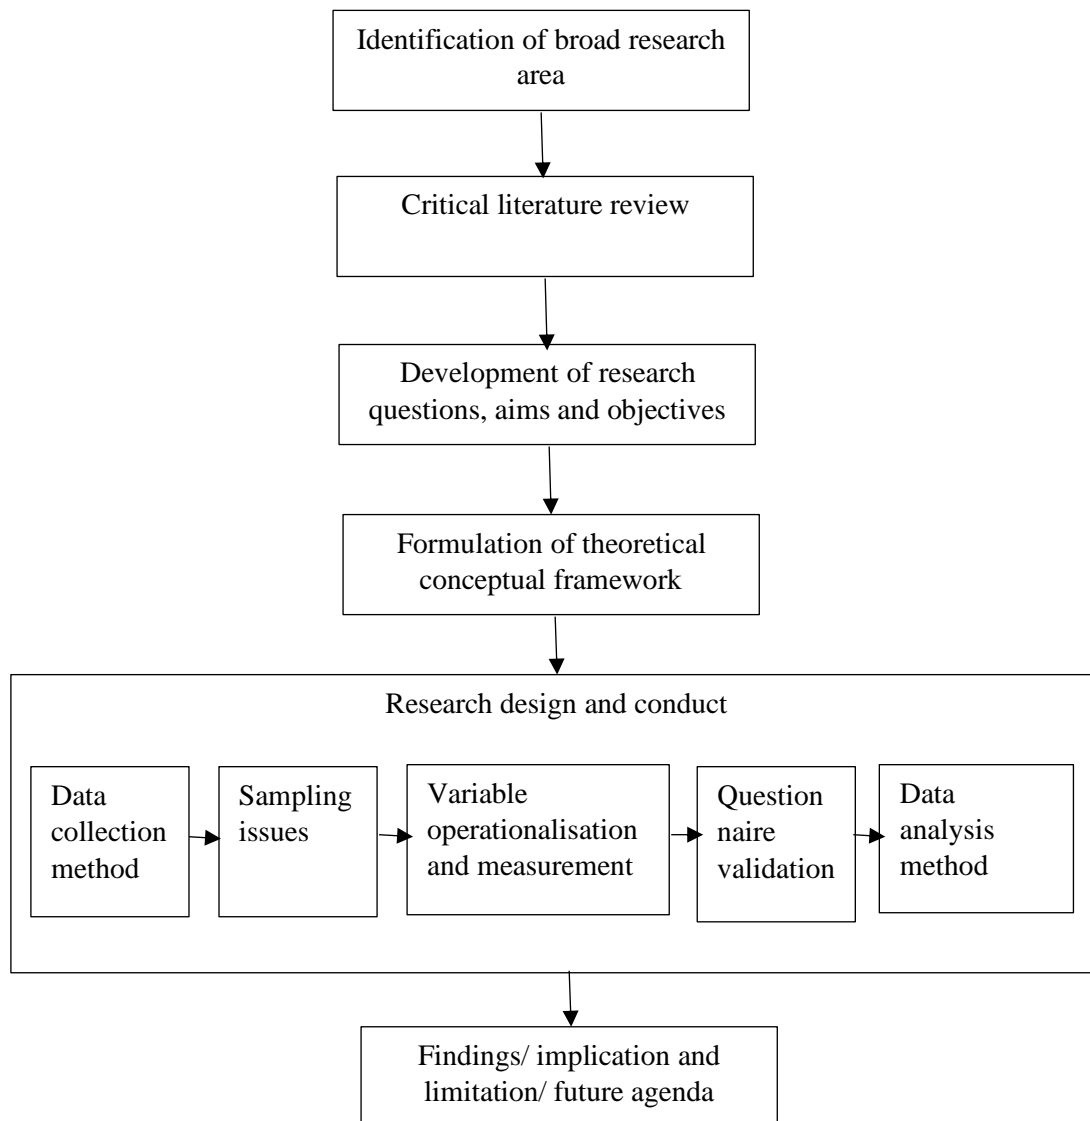 Identification of broad research
area
Critical literature review
Development of research
questions, aims and objectives
Formulation of theoretical
conceptual framework
Research design and conduct
Data
collection
method
Sampling
issues
Variable
operationalisation
and measurement
Question
naire
validation
Data
analysis
method
Findings/ implication and
limitation/ future agenda